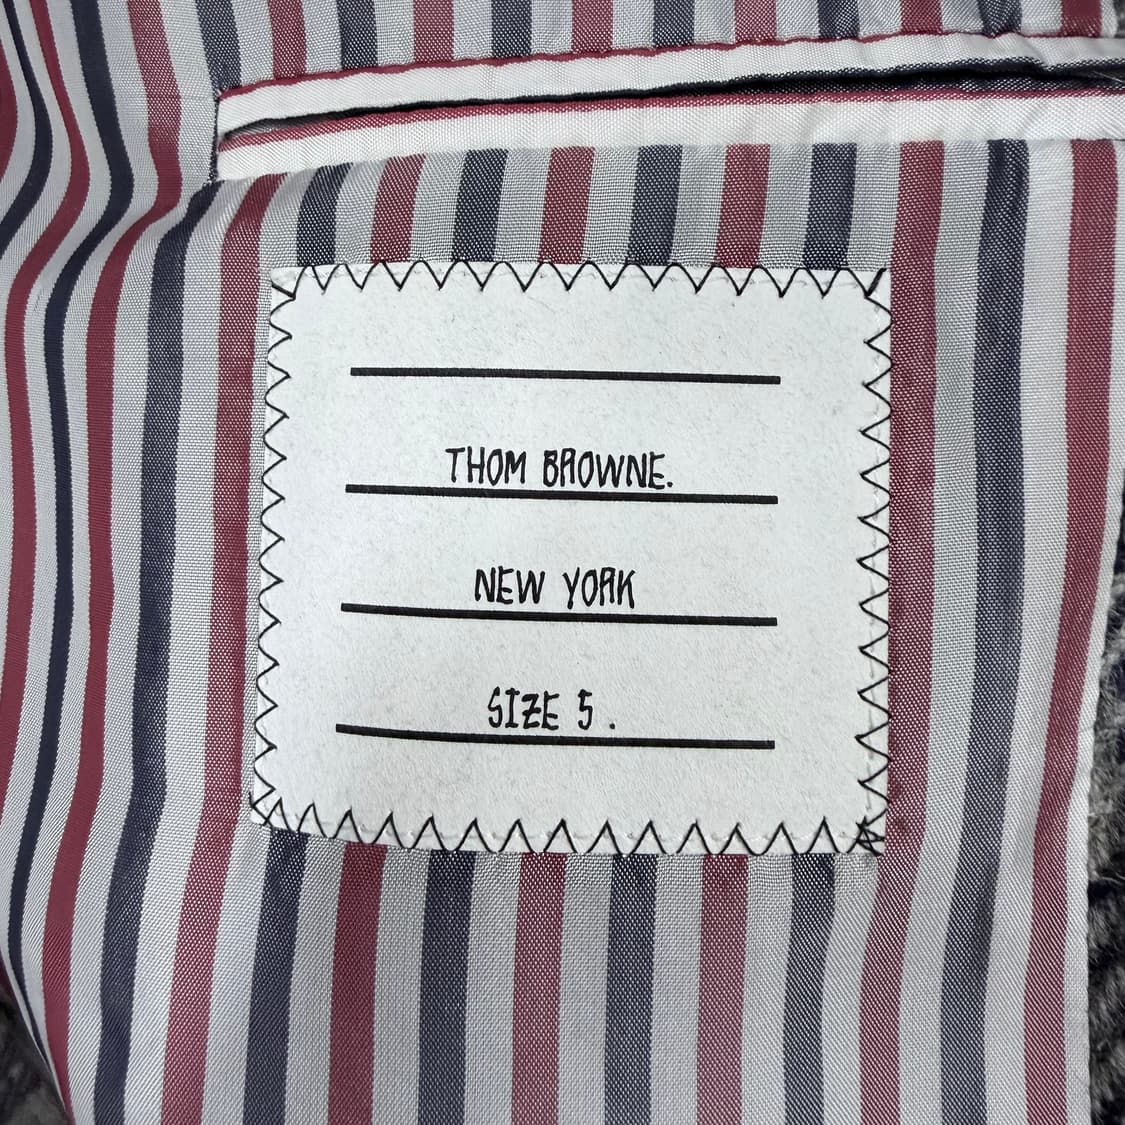 THOM BROWNE.
NEW YORK
SIZE 5 .